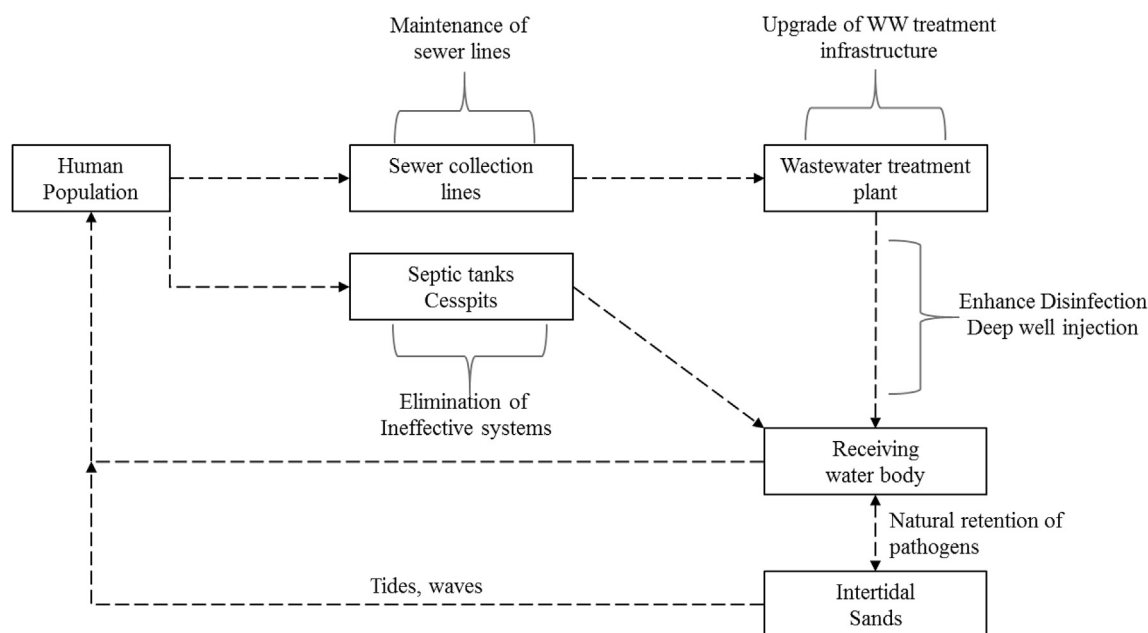 Maintenance of
sewer lines
Upgrade of WW treatment
infrastructure
Human
Population
Sewer collection
lines
Wastewater treatment
plant
Septic tanks
Cesspits
Enhance Disinfection
Deep well injection
Elimination of
Ineffective systems
Receiving
water body
Natural retention of
pathogens
Tides, waves
Intertidal
Sands